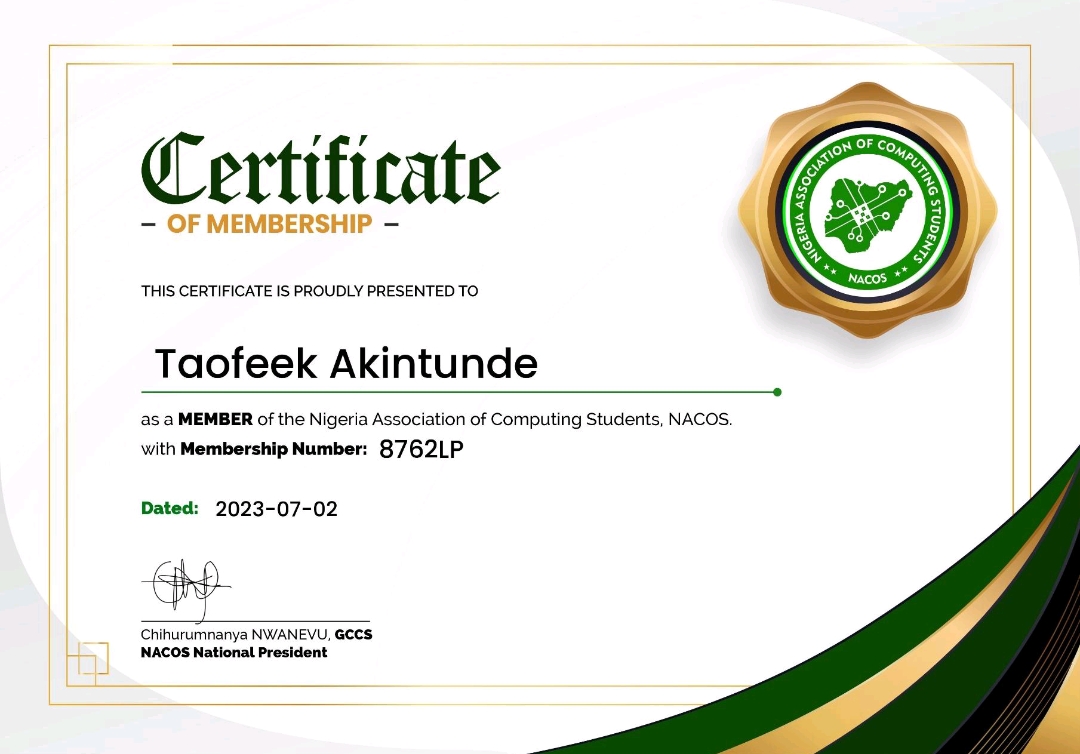 Certificate
– OF MEMBERSHIP –
NIGERIA ASSOCIATION OF COMPUTING STUDENTS
NACOS
THIS CERTIFICATE IS PROUDLY PRESENTED TO
Taofeek Akintunde
as a MEMBER of the Nigeria Association of Computing Students, NACOS.
with Membership Number: 8762LP
Dated: 2023-07-02
Chihurumnanya NWANEVU, GCCS
NACOS National President